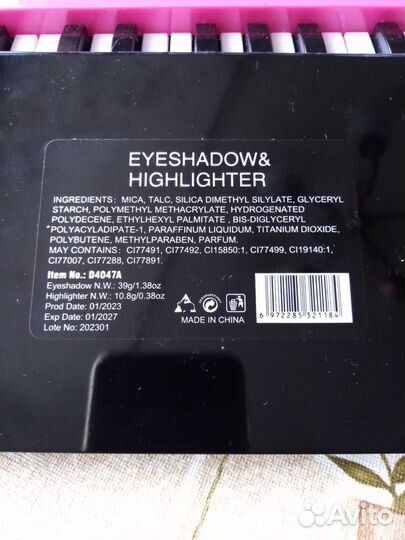 EYESHADOW&
HIGHLIGHTER
INGREDIENTS: MICA, TALC, SILICA DIMETHYL SILYLATE, GLYCERYL
STARCH, POLYMETHYL METHACRYLATE, HYDROGENATED
POLYDECENE, ETHYLHEXYL PALMITATE , BIS-DIGLYCERYL
POLYACYLADIPATE-1, PARAFFINUM LIQUIDUM, TITANIUM DIOXIDE,
POLYBUTENE, METHYLPARABEN, PARFUM.
MAY CONTAINS: CI77491, CI77492, CI15850:1, CI77499, CI19140:1,
CI77007, CI77288, CI77891.
Item No.: D4047A
Eyeshadow N.W.: 39g/1.38oz
Highlighter N.W.: 10.8g/0.38oz
Prod Date: 01/2023
Exp Date: 01/2027
Lote No: 202301
12M
MADE IN CHINA
6 972285 321184
Avito